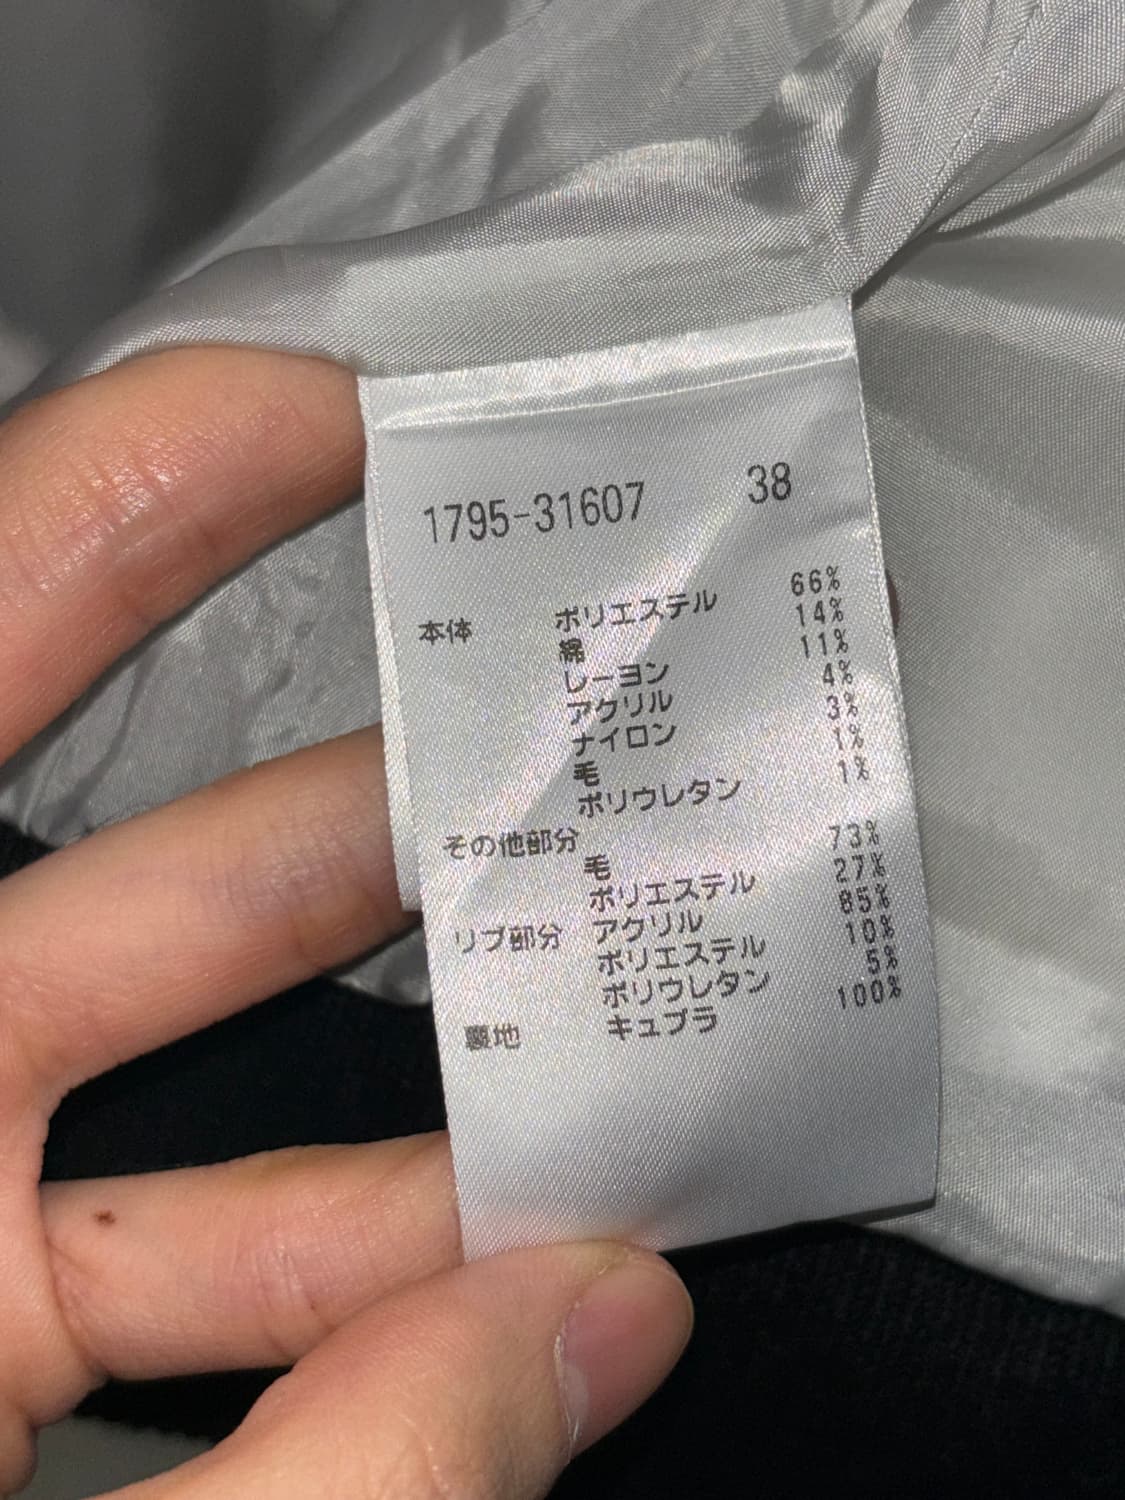 1795-31607 38
本体 ポリエステル 66%
綿 14%
レーヨン 11%
アクリル 4%
ナイロン 3%
毛 1%
ポリウレタン 1%
その他部分
毛 73%
ポリエステル 27%
リブ部分 アクリル 85%
ポリエステル 10%
ポリウレタン 5%
裏地 キュプラ 100%